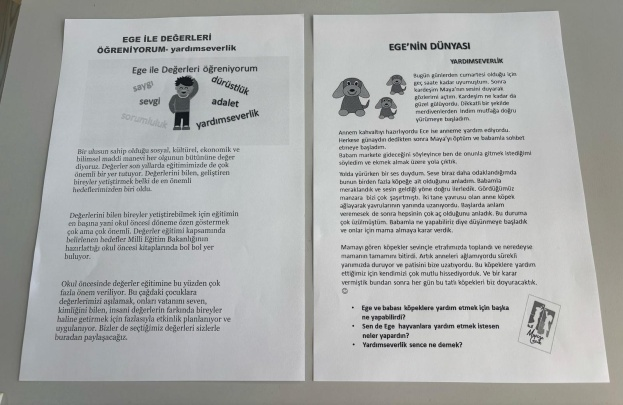 EGE İLE DEĞERLERİ
ÖĞRENİYORUM- yardımseverlik
Ege ile Değerleri öğreniyorum
saygı
dürüstlük
sevgi
adalet
sorumluluk
yardımseverlik
Bir ulusun sahip olduğu sosyal, kültürel, ekonomik ve
bilimsel maddi manevi her olgunun bütününe değer
diyoruz. Değerler son yıllarda eğitimimizde de çok
önemli bir yer tutuyor. Değerlerini bilen, geliştiren
bireyler yetiştirmek belki de en önemli
hedeflerimizden biri oldu.
Değerlerini bilen bireyler yetiştirebilmek için eğitimin
en başına yani okul öncesi döneme özen göstermek
çok ama çok önemli. Değerler eğitimi kapsamında
belirlenen hedefler Milli Eğitim Bakanlığının
hazırlattığı okul öncesi kitaplarında bol bol yer
buluyor.
Okul öncesinde değerler eğitimine bu yüzden çok
fazla önem veriliyor. Bu çağdaki çocuklara
değerlerimizi aşılamak, onları vatanını seven,
kimliğini bilen, insani değerlerin farkında bireyler
haline getirmek için fazlasıyla etkinlik planlanıyor ve
uygulanıyor. Bizler de seçtiğimiz değerleri sizlerle
buradan paylaşacağız.
EGE'NİN DÜNYASI
YARDIMSEVERLİK
Bugün günlerden cumartesi olduğu için
geç saate kadar uyumuştum. Sonra
kardeşim Maya'nın sesini duyarak
gözlerimi açtım. Kardeşim ne kadar da
güzel gülüyordu. Dikkatli bir şekilde
merdivenlerden indim mutfağa doğru
yürümeye başladım.
Annem kahvaltıyı hazırlıyordu Ece ise anneme yardım ediyordu.
Herkese günaydın dedikten sonra Maya'yı öptüm ve babamla sohbet
etmeye başladım.
Babam markete gideceğini söyleyince ben de onunla gitmek istediğimi
söyledim ve ekmek almak üzere yola çıktık.
Yolda yürürken bir ses duydum. Sese biraz daha odaklandığımda
bunun birden fazla köpeğe ait olduğunu anladım. Babamla
meraklandık ve sesin geldiği yöne doğru ilerledik. Gördüğümüz
manzara bizi çok şaşırtmıştı. İki tane yavrusu olan anne köpek
ağlayarak yavrularının yanında uzanıyordu. Başlarda anlam
veremesek de sonra hepsinin çok aç olduğunu anladık. Bu duruma
çok üzülmüştüm. Babamla ne yapabiliriz diye düşünmeye başladık
ve onlar için mama almaya karar verdik.
Mamayı gören köpekler sevinçle etrafımızda toplandı ve neredeyse
mamanın tamamını bitirdi. Artık anneleri ağlamıyordu sürekli
yanımızda duruyor ve patisini bize uzatıyordu. Bu köpeklere yardım
ettiğimiz için kendimizi çok mutlu hissediyorduk. Ve bir karar
vermiştik bundan sonra her gün bu tatlı köpekleri biz doyuracaktık.
☺
• Ege ve babası köpeklere yardım etmek için başka
ne yapabilirdi?
• Sen de Ege hayvanlara yardım etmek istesen
neler yapardın?
• Yardımseverlik sence ne demek?